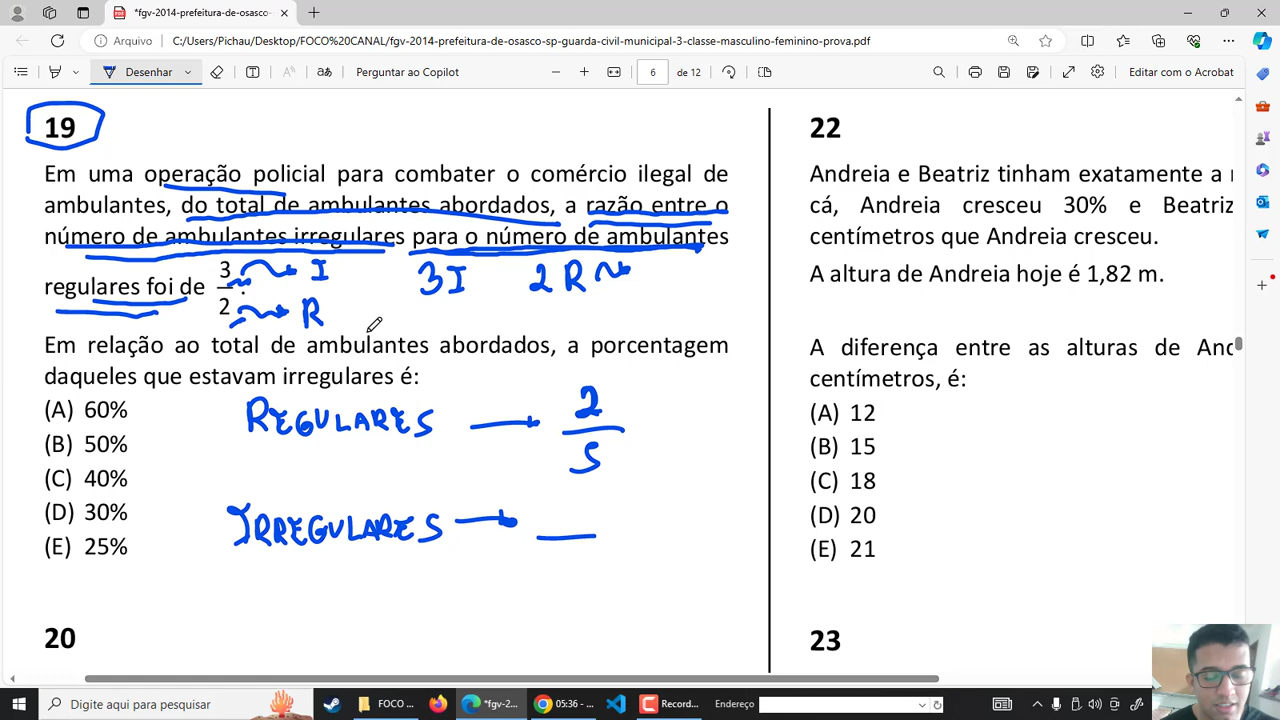 *fgv-2014-prefeitura-de-osasco-s
Arquivo C:/Users/Pichau/Desktop/FOCO%20CANAL/fgv-2014-prefeitura-de-osasco-sp-guarda-civil-municipal-3-classe-masculino-feminino-prova.pdf
Desenhar Perguntar ao Copilot 6 de 12 Editar com o Acrobat
19
Em uma operação policial para combater o comércio ilegal de
ambulantes, do total de ambulantes abordados, a razão entre o
número de ambulantes irregulares para o número de ambulantes
regulares foi de 3/2.
I
R
3I 2R
Em relação ao total de ambulantes abordados, a porcentagem
daqueles que estavam irregulares é:
(A) 60%
(B) 50%
(C) 40%
(D) 30%
(E) 25%
REGULARES → 2/5
IRREGULARES →
20
22
Andreia e Beatriz tinham exatamente a
cá, Andreia cresceu 30% e Beatriz
centímetros que Andreia cresceu.
A altura de Andreia hoje é 1,82 m.
A diferença entre as alturas de And
centímetros, é:
(A) 12
(B) 15
(C) 18
(D) 20
(E) 21
23
Digite aqui para pesquisar FOCO ... *fgv-2... 05:36 - ... Record... Endereço